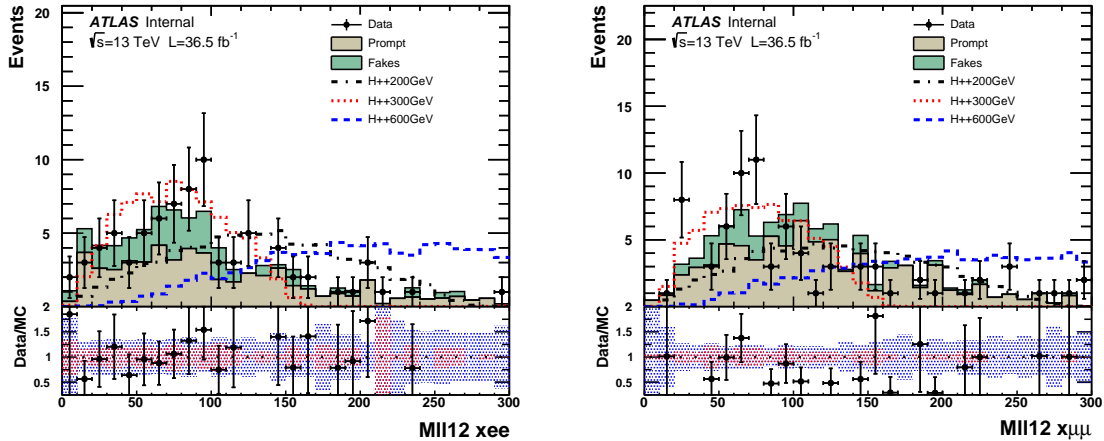 ATLAS Internal
√s=13 TeV L=36.5 fb-1
Data
Prompt
Fakes
H++200GeV
H++300GeV
H++600GeV
Events
20
15
10
5
2
1.5
1
0.5
Data/MC
0 50 100 150 200 250 300
Mll12 xee
ATLAS Internal
√s=13 TeV L=36.5 fb-1
Data
Prompt
Fakes
H++200GeV
H++300GeV
H++600GeV
Events
20
15
10
5
2
1.5
1
0.5
Data/MC
0 50 100 150 200 250 300
Mll12 xμμ